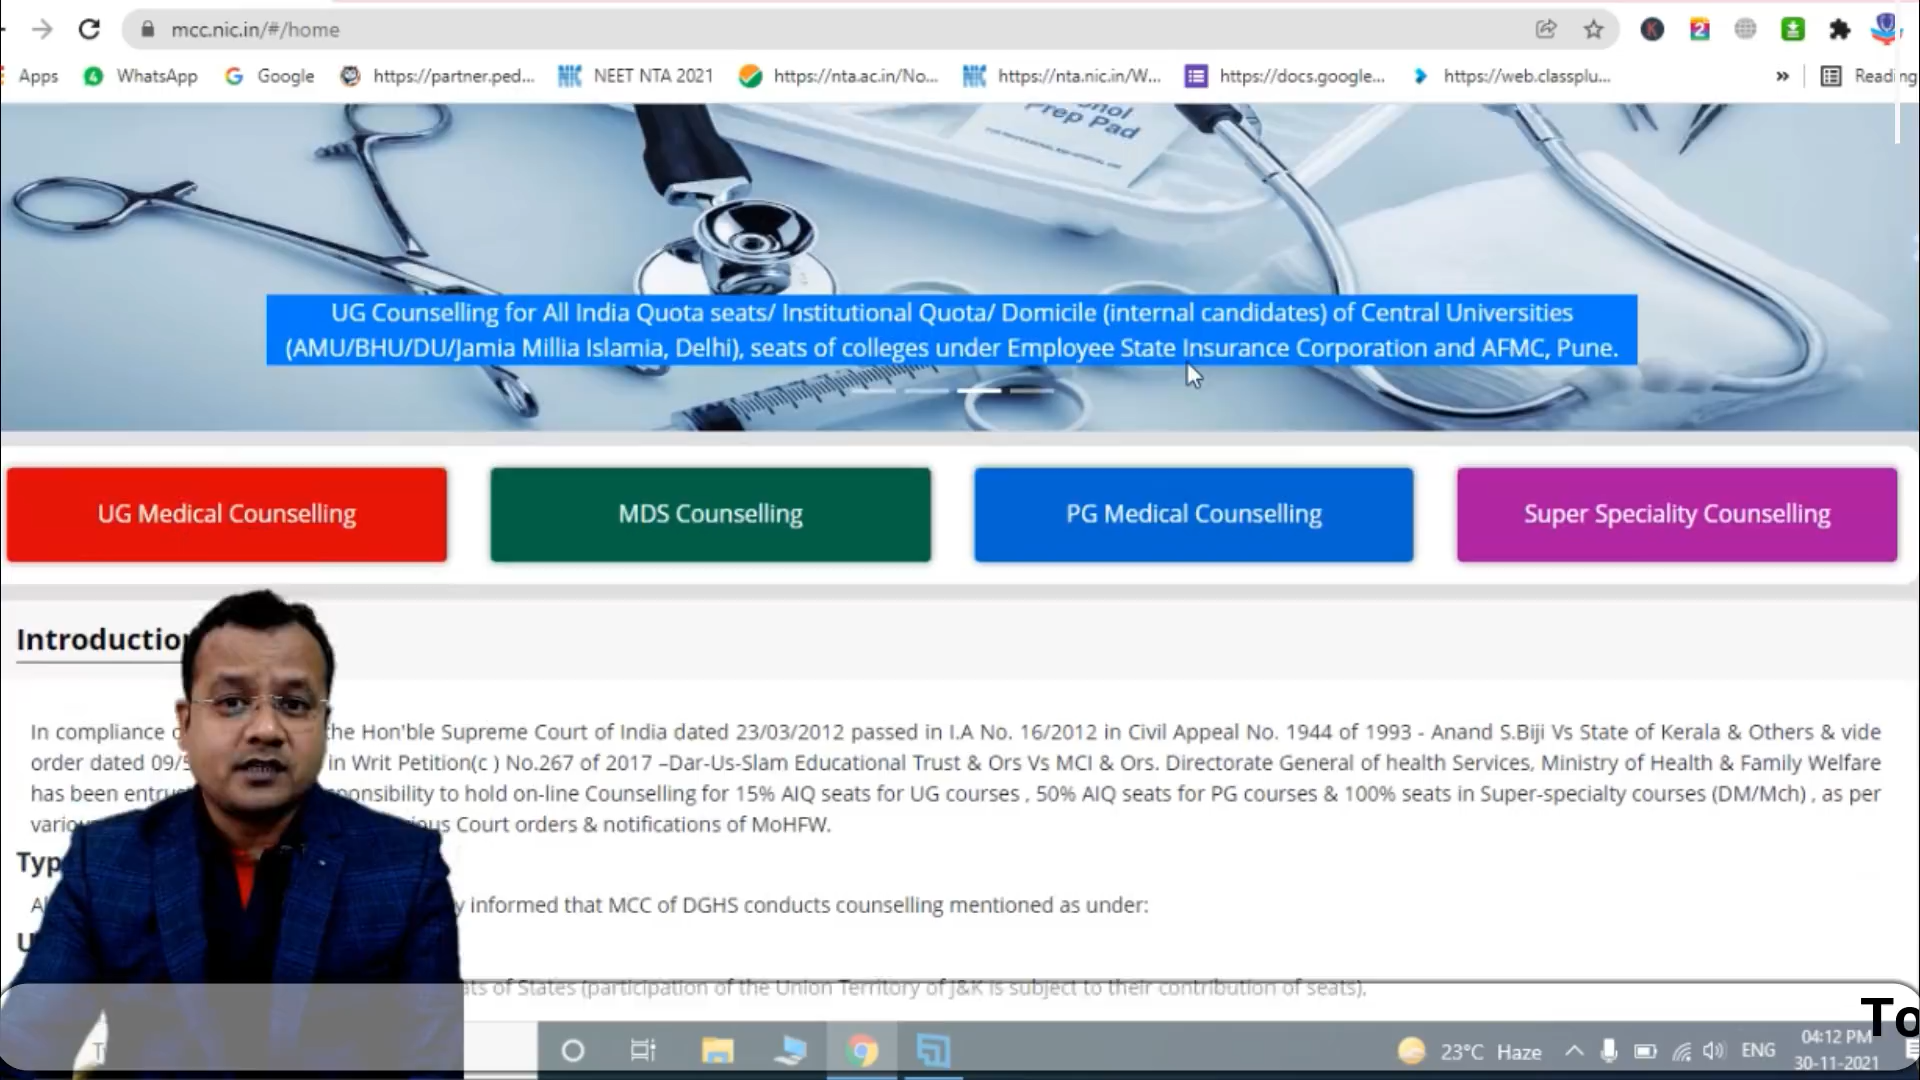 mcc.nic.in/#/home
Apps WhatsApp Google https://partner.ped... NEET NTA 2021 https://nta.ac.in/No... https://nta.nic.in/W... https://docs.google... https://web.classplu... » Reading
Prep Pad
UG Counselling for All India Quota seats/ Institutional Quota/ Domicile (internal candidates) of Central Universities
(AMU/BHU/DU/Jamia Millia Islamia, Delhi), seats of colleges under Employee State Insurance Corporation and AFMC, Pune.
UG Medical Counselling MDS Counselling PG Medical Counselling Super Speciality Counselling
Introductio
In compliance the Hon'ble Supreme Court of India dated 23/03/2012 passed in I.A No. 16/2012 in Civil Appeal No. 1944 of 1993 - Anand S.Biji Vs State of Kerala & Others & vide
order dated 09/5 in Writ Petition(c ) No.267 of 2017 –Dar-Us-Slam Educational Trust & Ors Vs MCI & Ors. Directorate General of health Services, Ministry of Health & Family Welfare
has been entrus ponsibility to hold on-line Counselling for 15% AIQ seats for UG courses , 50% AIQ seats for PG courses & 100% seats in Super-specialty courses (DM/Mch) , as per
variou ous Court orders & notifications of MoHFW.
Typ
Al y informed that MCC of DGHS conducts counselling mentioned as under:
U
ats of States (participation of the Union Territory of J&K is subject to their contribution of seats).
To
23°C Haze ENG 04:12 PM
30-11-2021